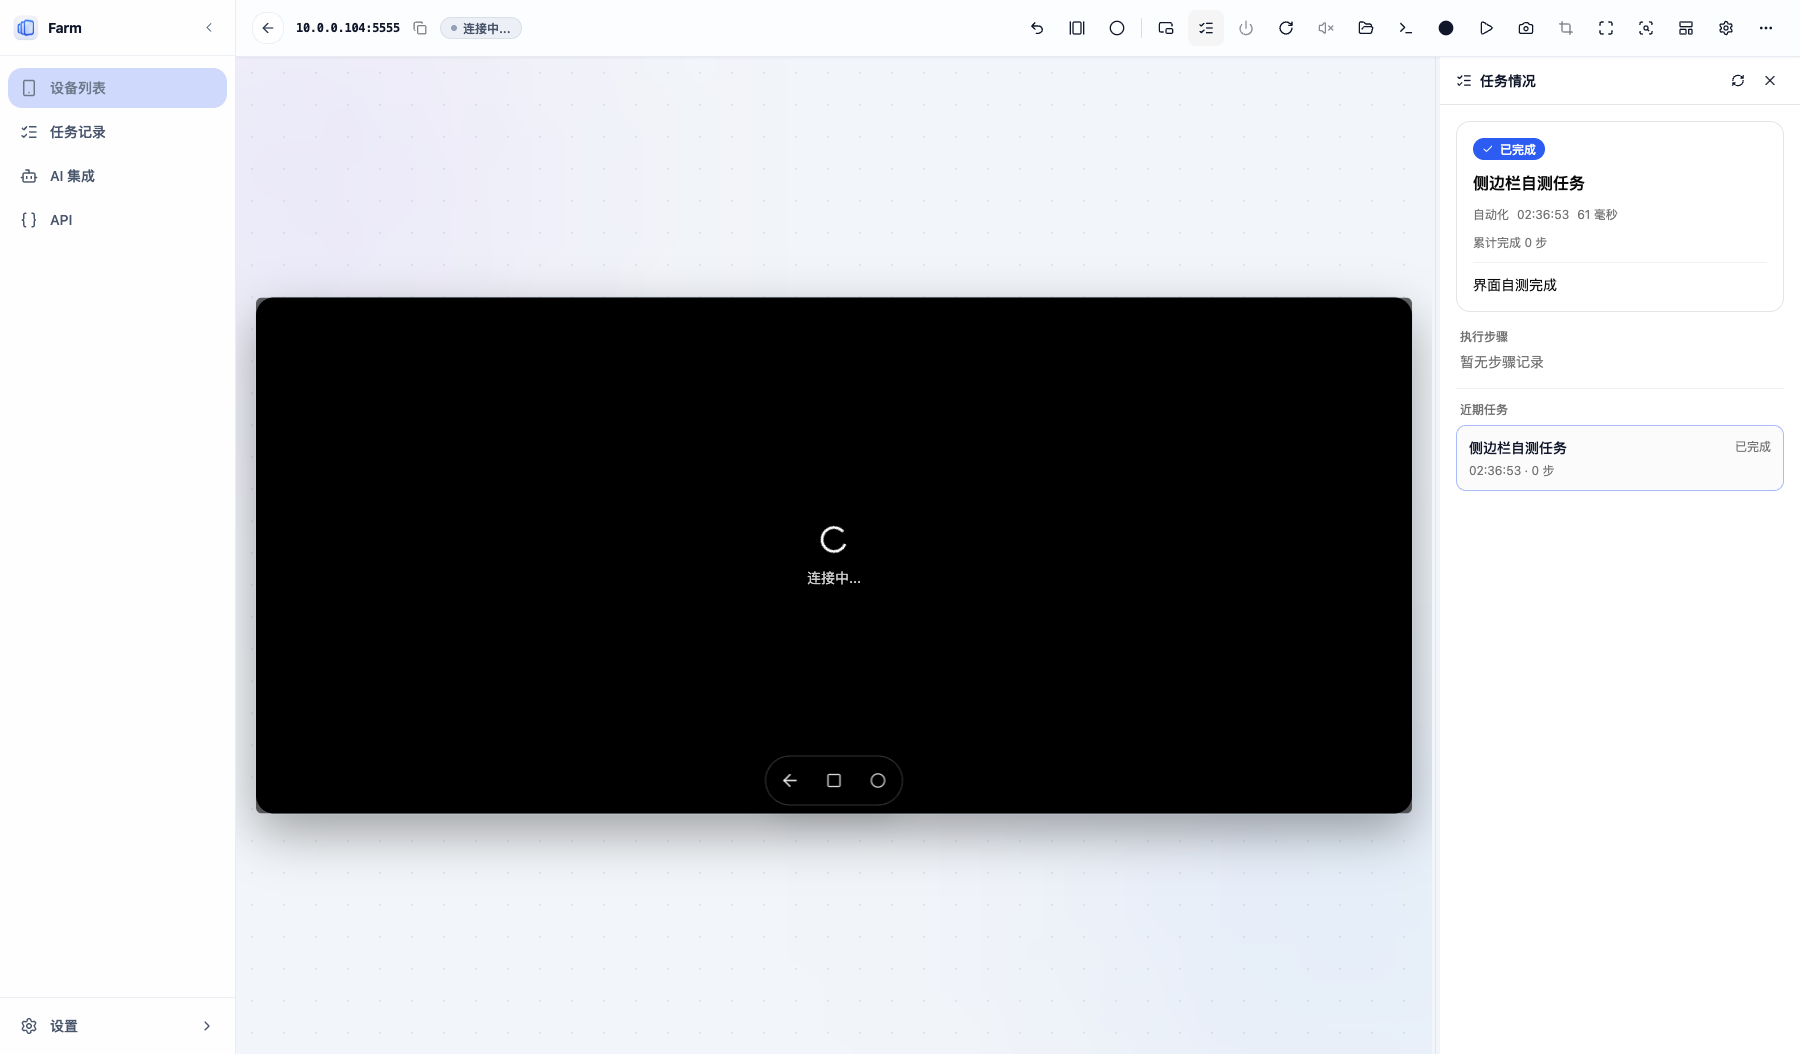 Farm
设备列表
任务记录
AI 集成
API
设置
10.0.0.104:5555
连接中...
连接中...
任务情况
已完成
侧边栏自测任务
自动化 02:36:53 61 毫秒
累计完成 0 步
界面自测完成
执行步骤
暂无步骤记录
近期任务
侧边栏自测任务 已完成
02:36:53 · 0 步